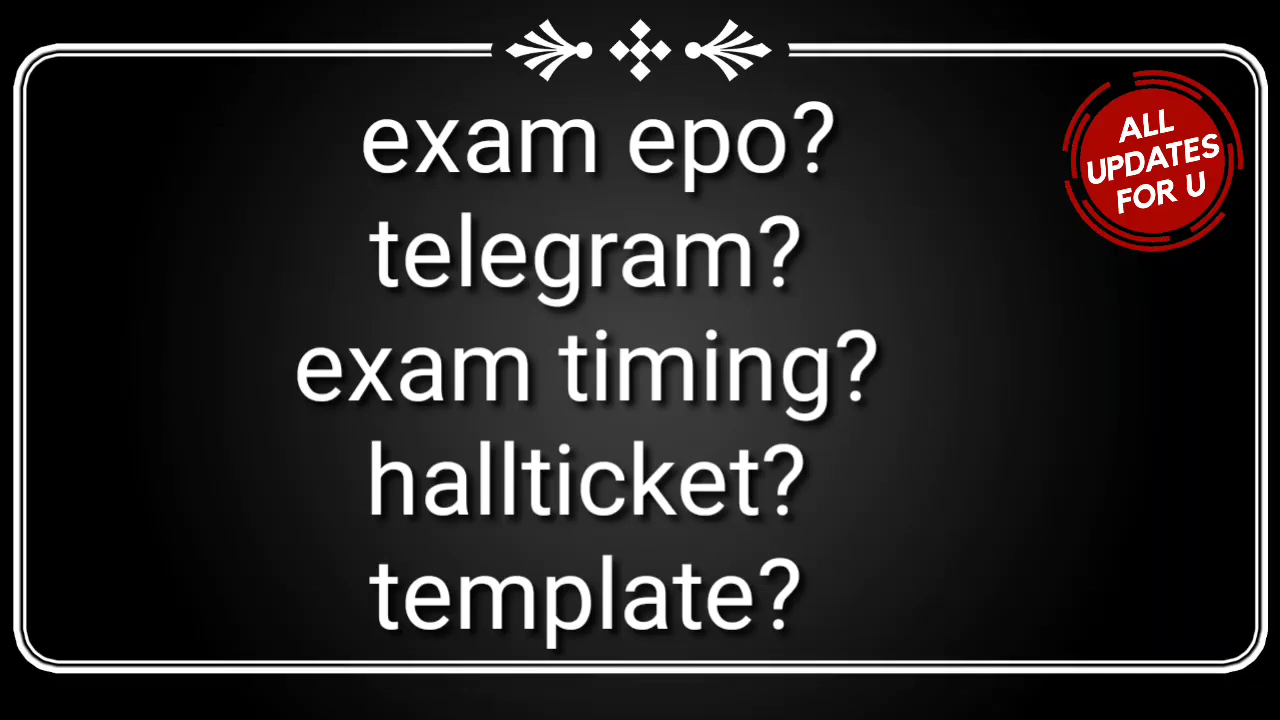 exam epo?
telegram?
exam timing?
hallticket?
template?
ALL
UPDATES
FOR U